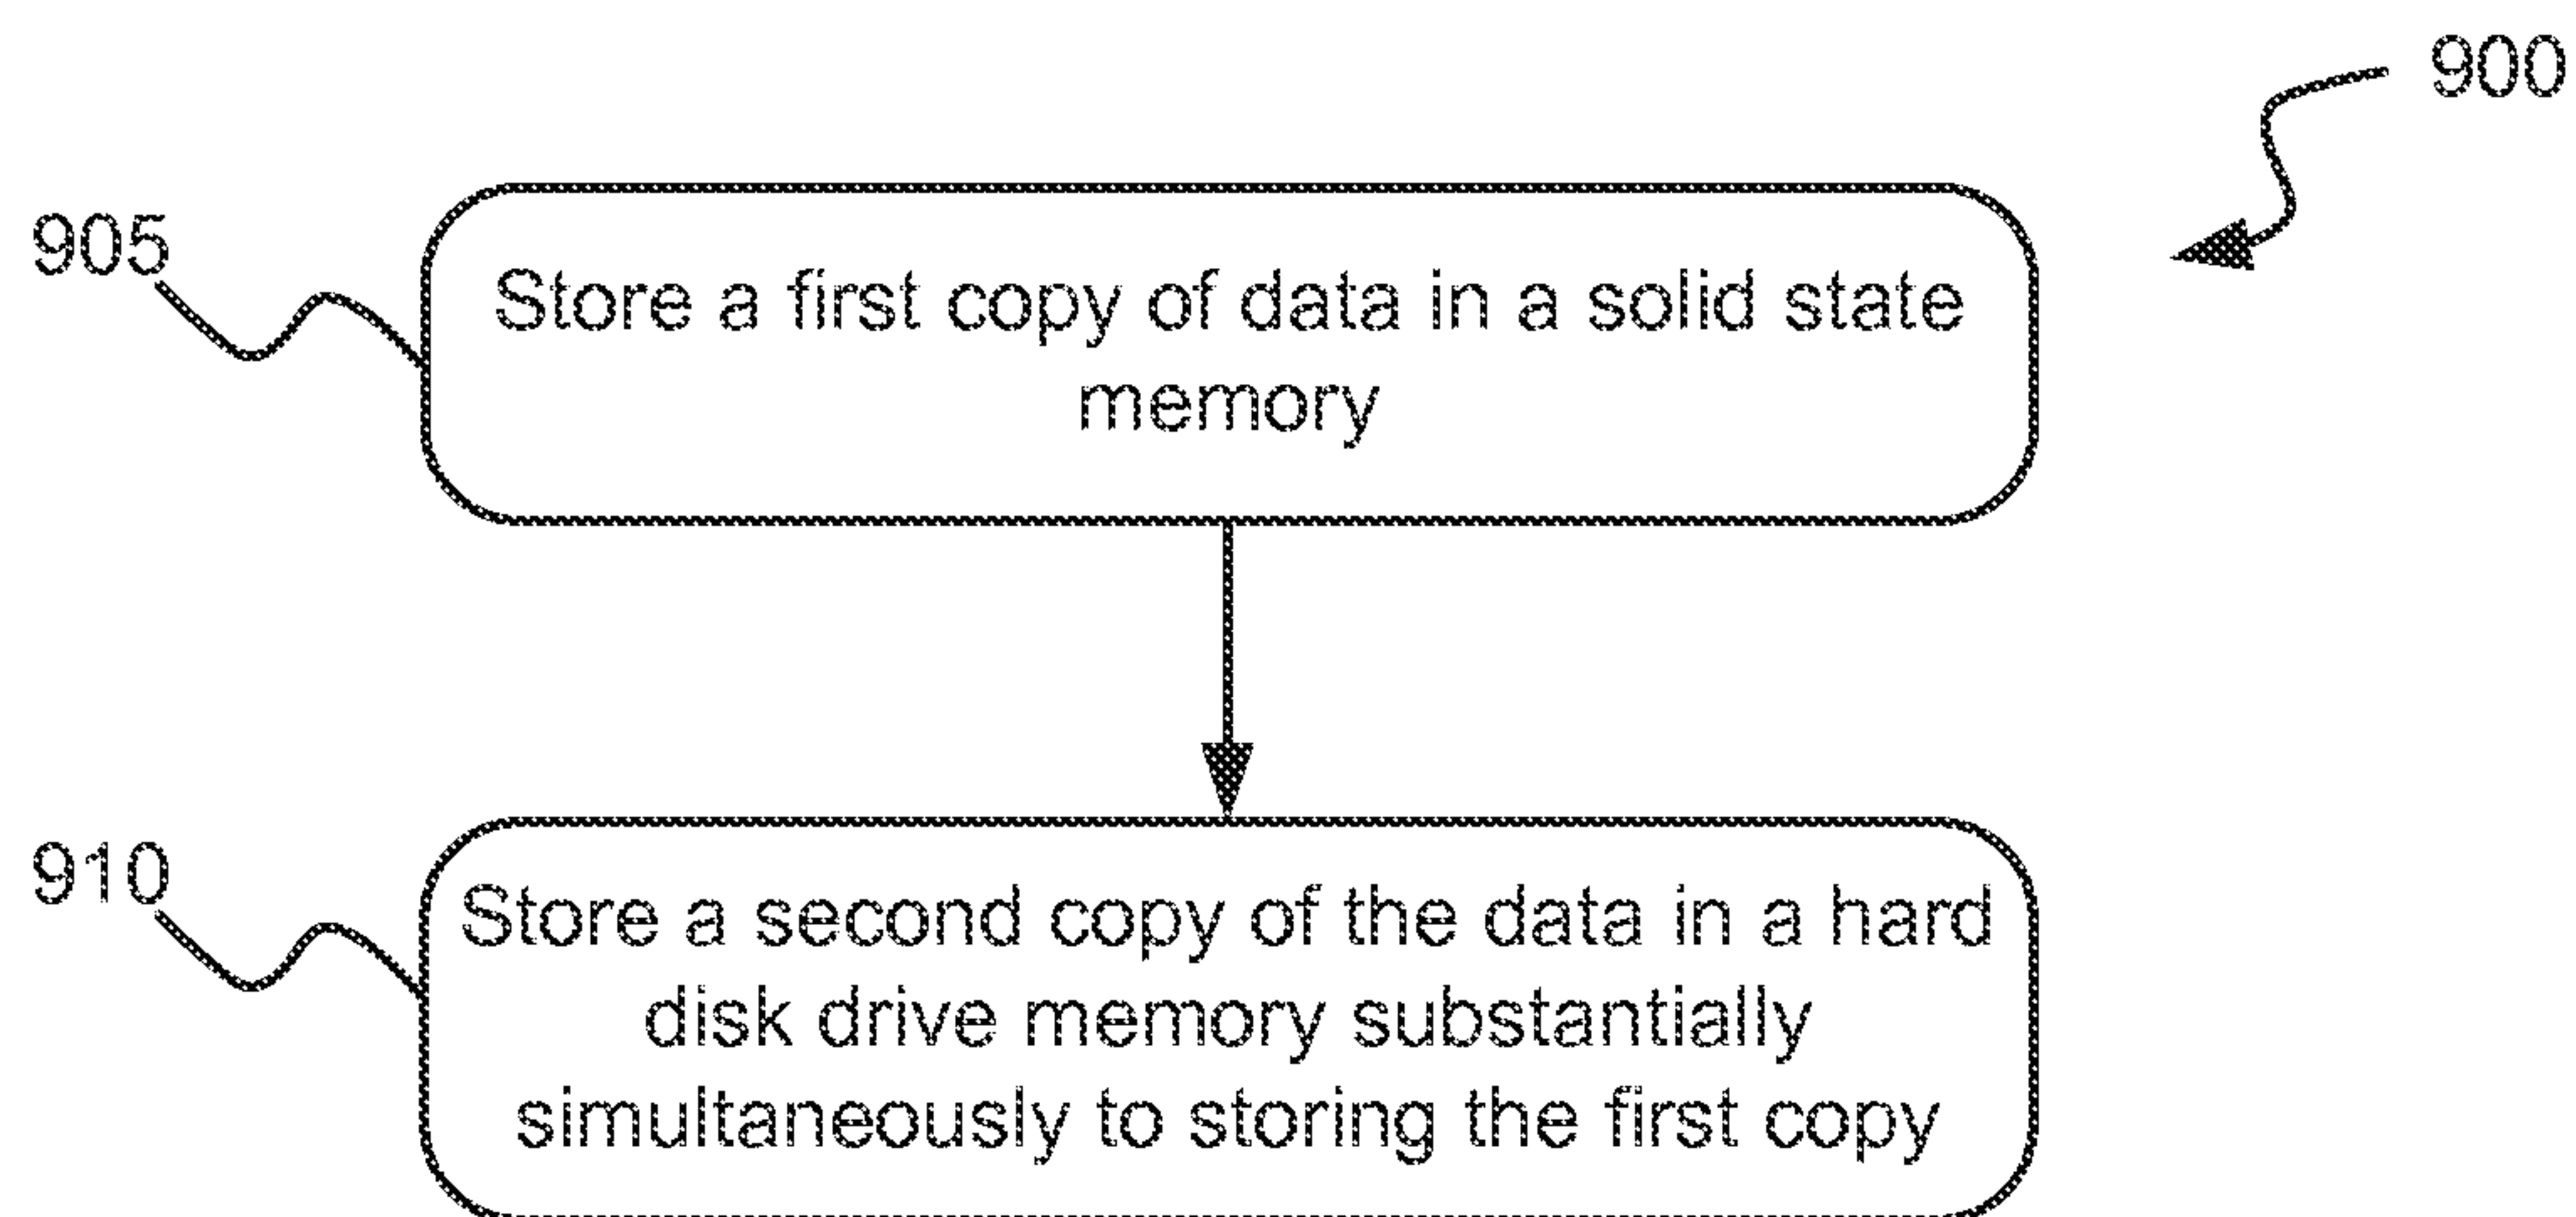 900
905
Store a first copy of data in a solid state
memory
910
Store a second copy of the data in a hard
disk drive memory substantially
simultaneously to storing the first copy